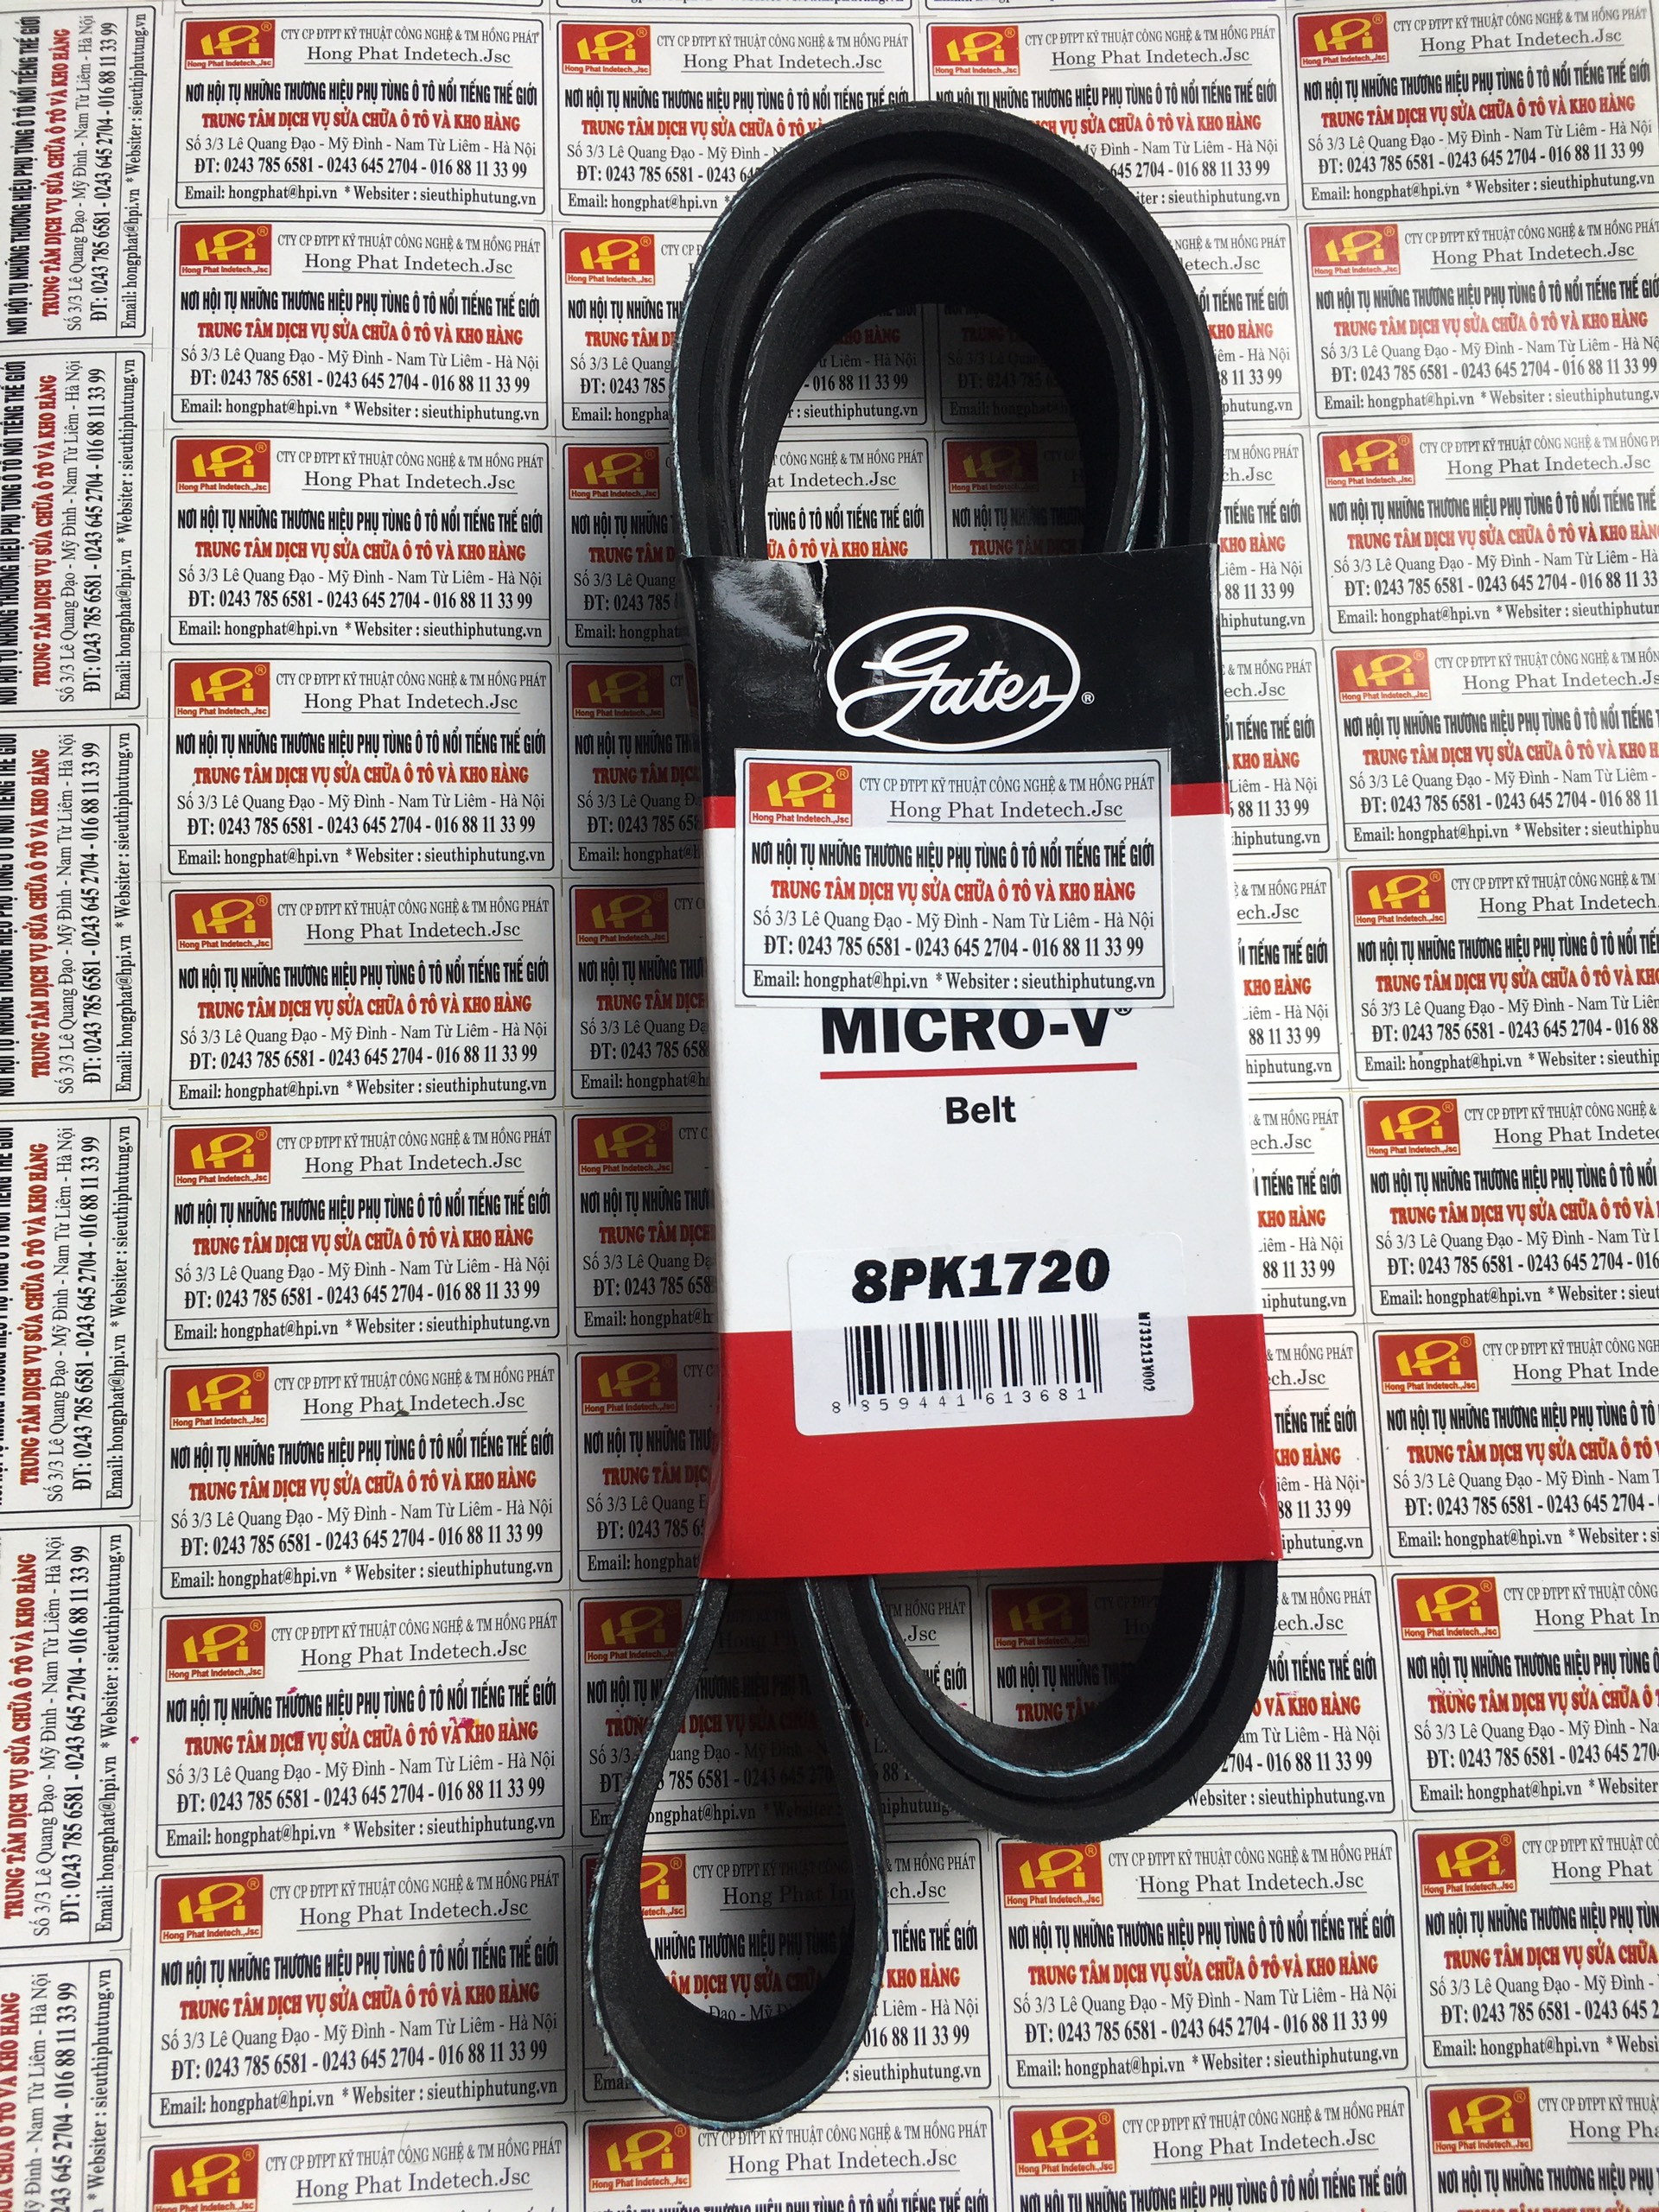 Gates®
HPi®
Hong Phat Indetech.,Jsc
CTY CP ĐTPT KỸ THUẬT CÔNG NGHỆ & TM HỒNG PHÁT
Hong Phat Indetech.Jsc
NƠI HỘI TỤ NHỮNG THƯƠNG HIỆU PHỤ TÙNG Ô TÔ NỔI TIẾNG THẾ GIỚI
TRUNG TÂM DỊCH VỤ SỬA CHỮA Ô TÔ VÀ KHO HÀNG
Số 3/3 Lê Quang Đạo - Mỹ Đình - Nam Từ Liêm - Hà Nội
ĐT: 0243 785 6581 - 0243 645 2704 - 016 88 11 33 99
Email: hongphat@hpi.vn * Websiter : sieuthiphutung.vn
MICRO-V®
Belt
8PK1720
8 859441 613681
W733213Y002